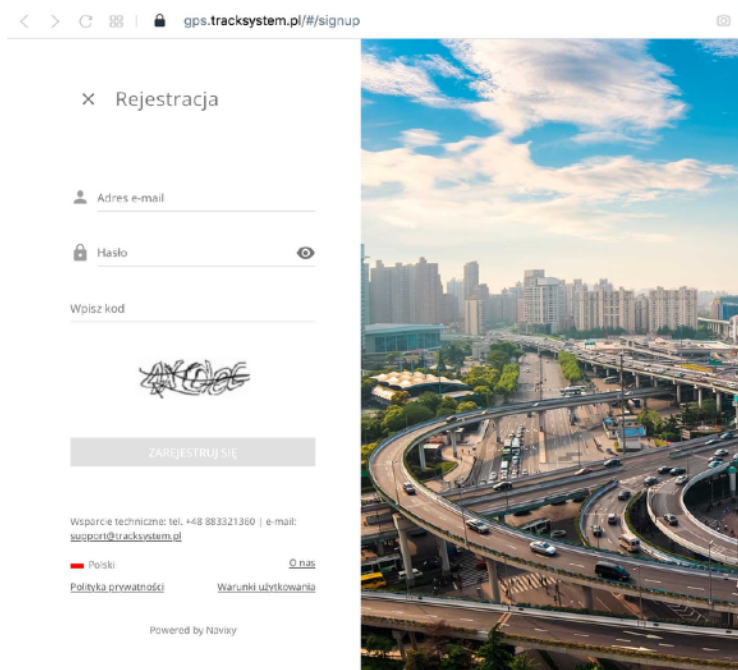 gps.tracksystem.pl/#/signup
Rejestracja
Adres e-mail
Hasło
Wpisz kod
ZAREJESTRUJ SIĘ
Wsparcie techniczne: tel. +48 883321360 | e-mail:
support@tracksystem.pl
Polski
O nas
Polityka prywatności
Warunki użytkowania
Powered by Navixy